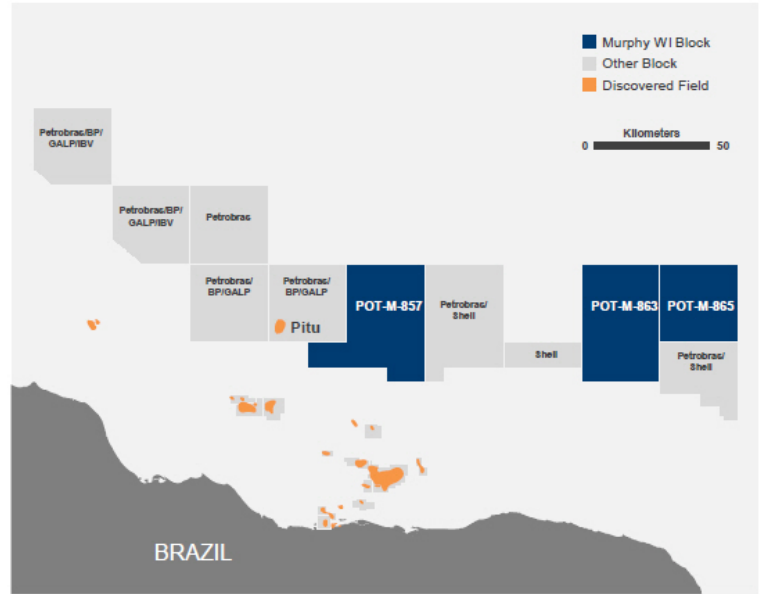 Murphy WI Block
Other Block
Discovered Field
Kilometers
0 50
Petrobras/BP/
GALP/IBV
Petrobras/BP/
GALP/IBV
Petrobras
Petrobras/
BP/GALP
Petrobras/
BP/GALP
Pitu
POT-M-857
Petrobras/
Shell
Shell
POT-M-863
POT-M-865
Petrobras/
Shell
BRAZIL